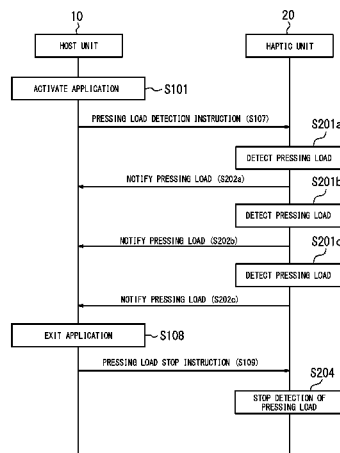 10
20
HOST UNIT
HAPTIC UNIT
ACTIVATE APPLICATION
S101
PRESSING LOAD DETECTION INSTRUCTION (S107)
S201a
DETECT PRESSING LOAD
NOTIFY PRESSING LOAD (S202a)
S201b
DETECT PRESSING LOAD
NOTIFY PRESSING LOAD (S202b)
S201c
DETECT PRESSING LOAD
NOTIFY PRESSING LOAD (S202c)
EXIT APPLICATION
S108
PRESSING LOAD STOP INSTRUCTION (S109)
S204
STOP DETECTION OF
PRESSING LOAD